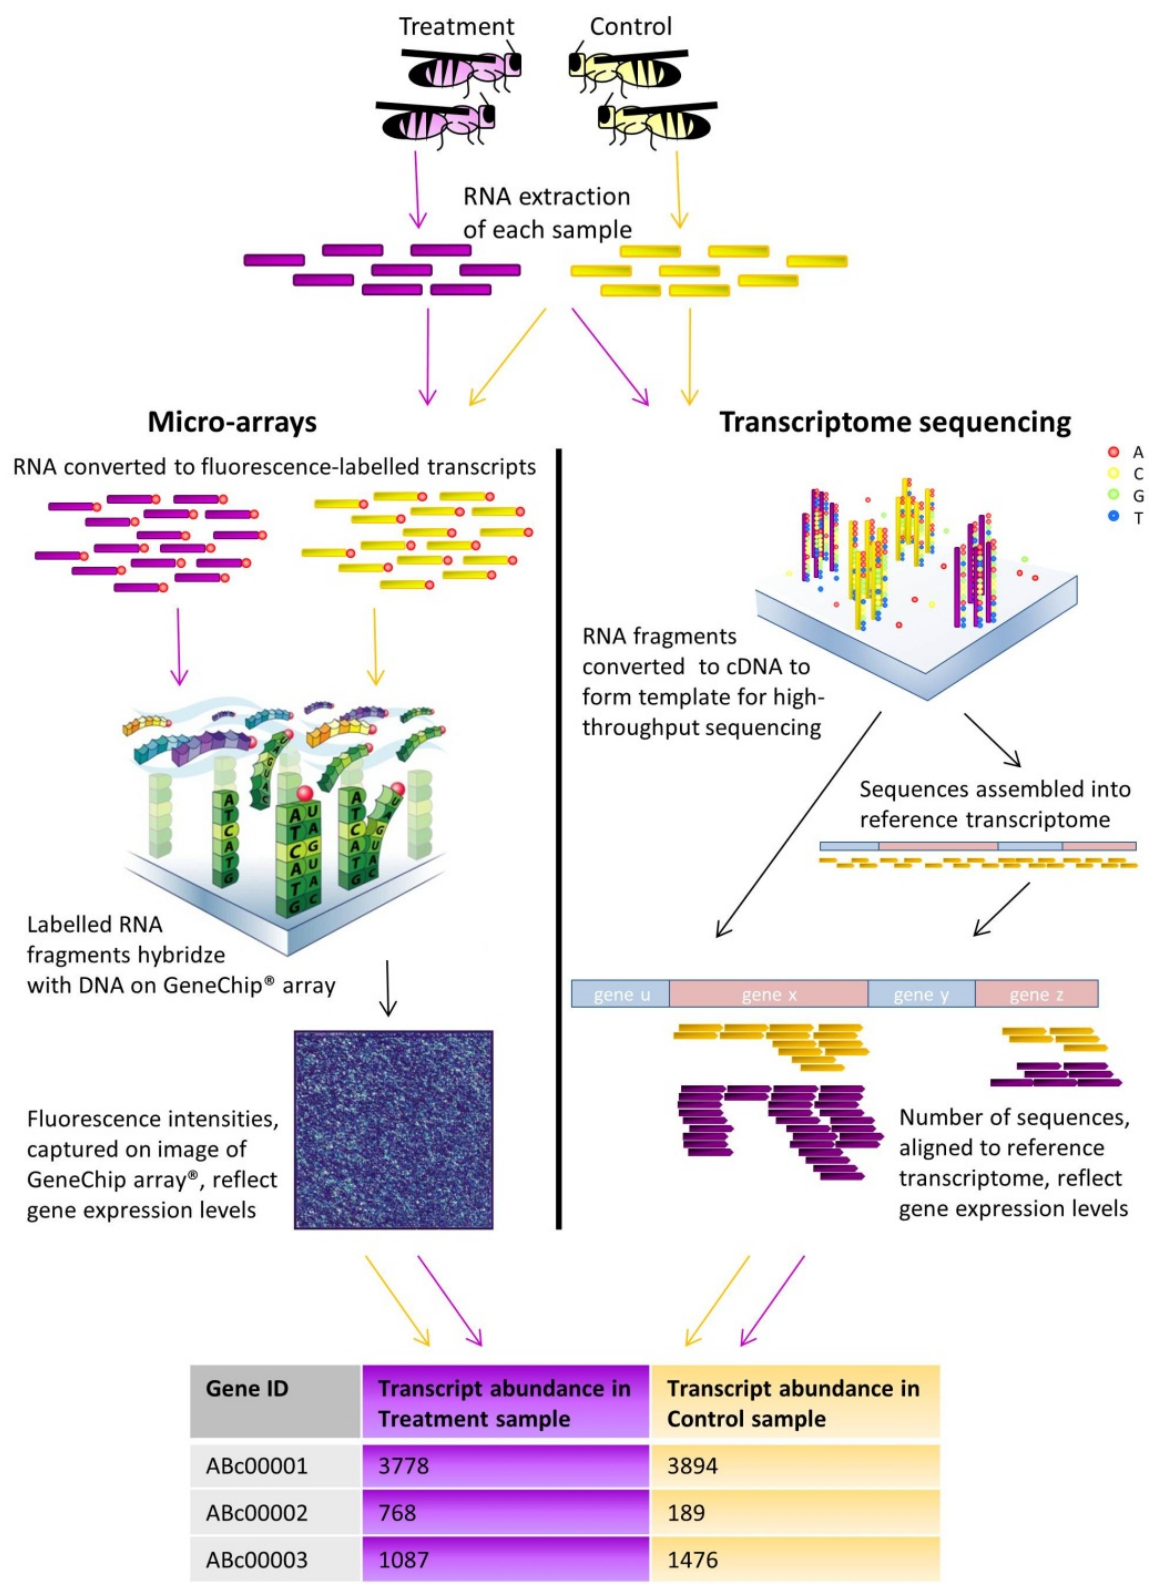 Treatment
Control
RNA extraction
of each sample
Micro-arrays
RNA converted to fluorescence-labelled transcripts
A
T
C
A
T
G
U
A
G
U
A
C
A
T
C
A
T
G
U
A
G
U
A
C
A
T
C
A
T
G
U
A
G
U
A
C
Labelled RNA
fragments hybridze
with DNA on GeneChip® array
Fluorescence intensities,
captured on image of
GeneChip array®, reflect
gene expression levels
Transcriptome sequencing
A
C
G
T
RNA fragments
converted to cDNA to
form template for high-
throughput sequencing
Sequences assembled into
reference transcriptome
gene u gene x gene y gene z
Number of sequences,
aligned to reference
transcriptome, reflect
gene expression levels
Gene ID
Transcript abundance in
Treatment sample
Transcript abundance in
Control sample
ABc00001 3778 3894
ABc00002 768 189
ABc00003 1087 1476